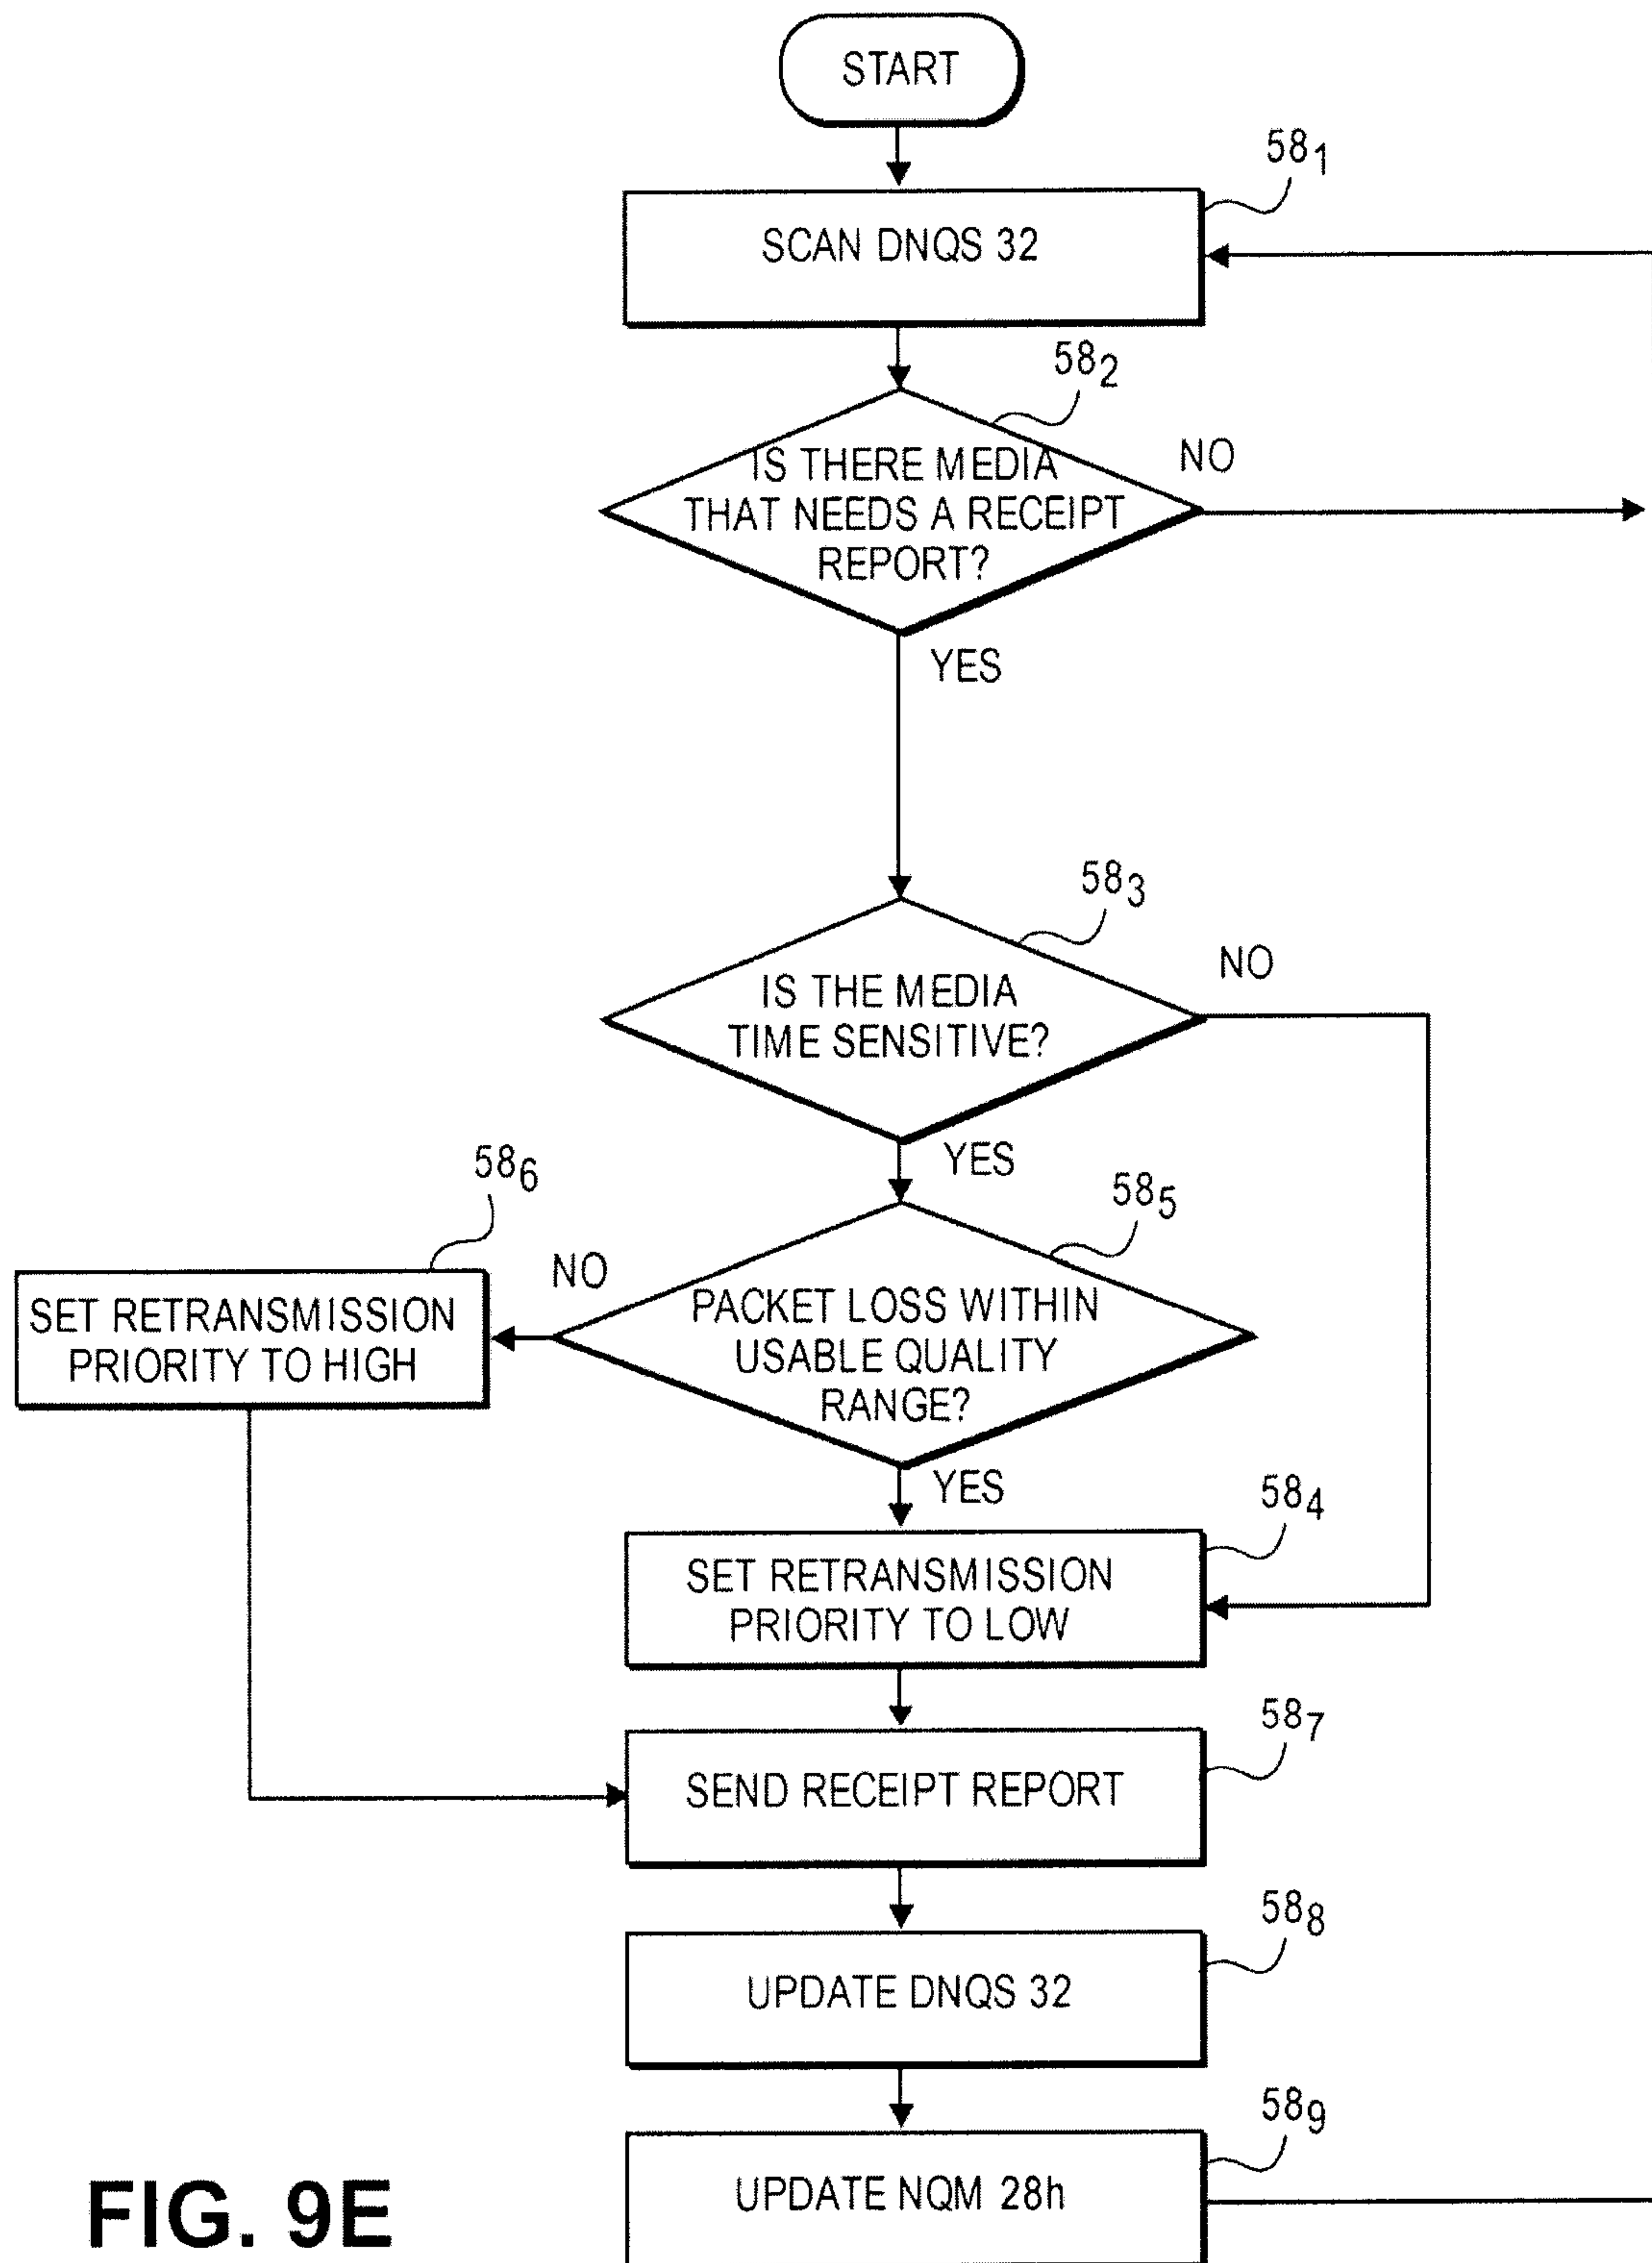 START
58₁
SCAN DNQS 32
58₂
IS THERE MEDIA
THAT NEEDS A RECEIPT
REPORT?
NO
YES
58₃
IS THE MEDIA
TIME SENSITIVE?
NO
YES
58₆
58₅
SET RETRANSMISSION
PRIORITY TO HIGH
NO
PACKET LOSS WITHIN
USABLE QUALITY
RANGE?
YES
58₄
SET RETRANSMISSION
PRIORITY TO LOW
58₇
SEND RECEIPT REPORT
58₈
UPDATE DNQS 32
58₉
UPDATE NQM 28h
FIG. 9E